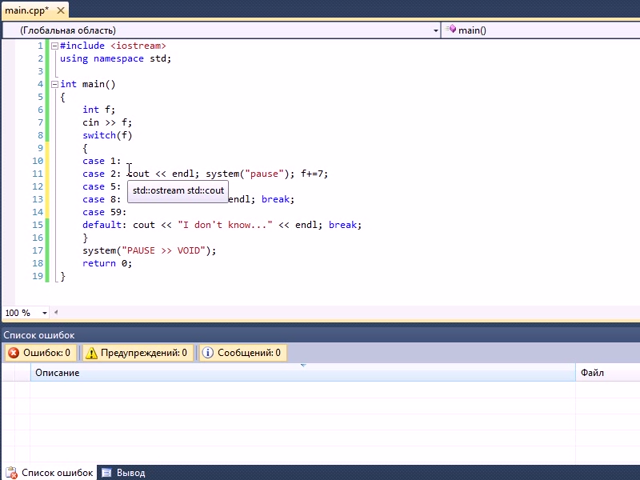 main.cpp* ✕
(Глобальная область) main()
1 #include <iostream>
2 using namespace std;
3
4 int main()
5 {
6 int f;
7 cin >> f;
8 switch(f)
9 {
10 case 1:
11 case 2: cout << endl; system("pause"); f+=7;
12 case 5:
std::ostream std::cout
13 case 8: endl; break;
14 case 59:
15 default: cout << "I don't know..." << endl; break;
16 }
17 system("PAUSE >> VOID");
18 return 0;
19 }
100 %
Список ошибок
Ошибок: 0 Предупреждений: 0 Сообщений: 0
Описание Файл
Список ошибок Вывод